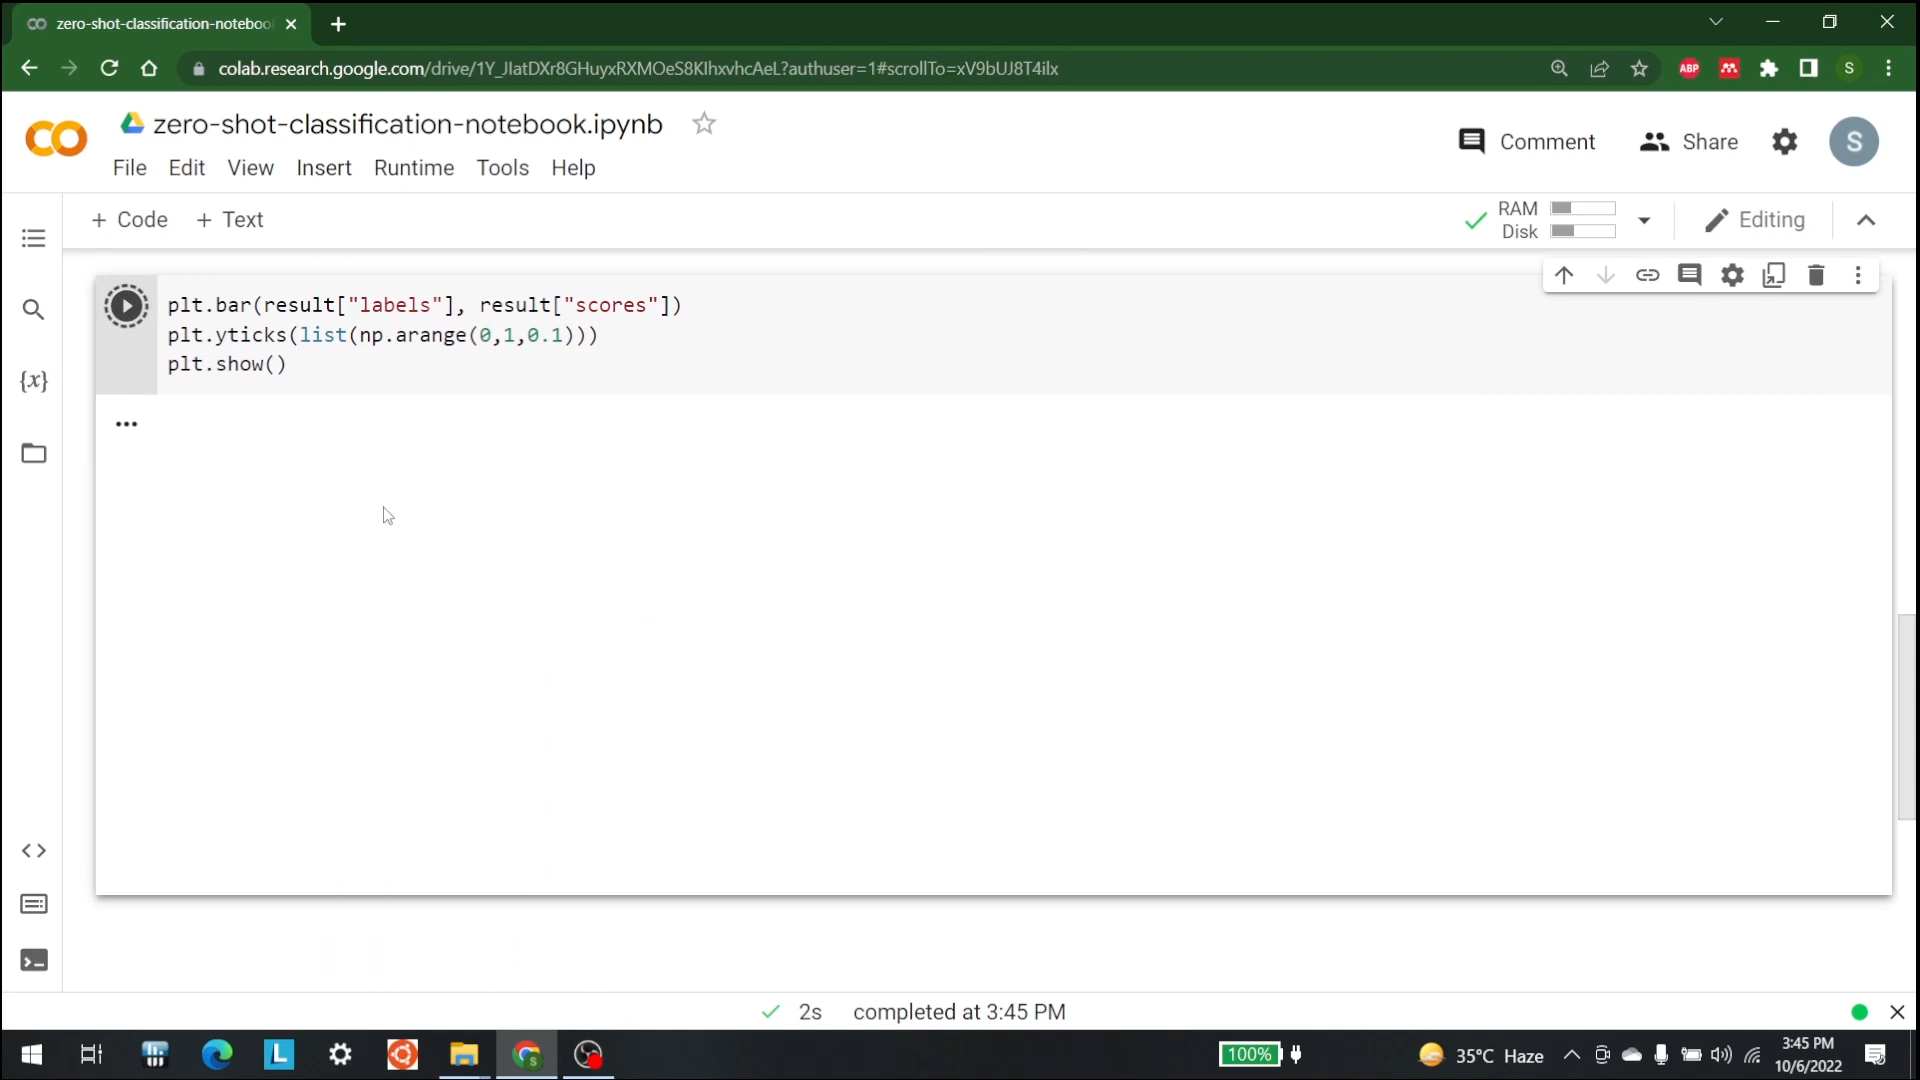 zero-shot-classification-noteboo
colab.research.google.com/drive/1Y_JIatDXr8GHuyxRXMOeS8KIhxvhcAeL?authuser=1#scrollTo=xV9bUJ8T4ilx
ABP
S
zero-shot-classification-notebook.ipynb
Comment
Share
S
File Edit View Insert Runtime Tools Help
+ Code + Text
RAM
Disk
Editing
plt.bar(result["labels"], result["scores"])
plt.yticks(list(np.arange(0,1,0.1)))
plt.show()
{x}
...
2s completed at 3:45 PM
L
100%
35°C Haze
3:45 PM
10/6/2022